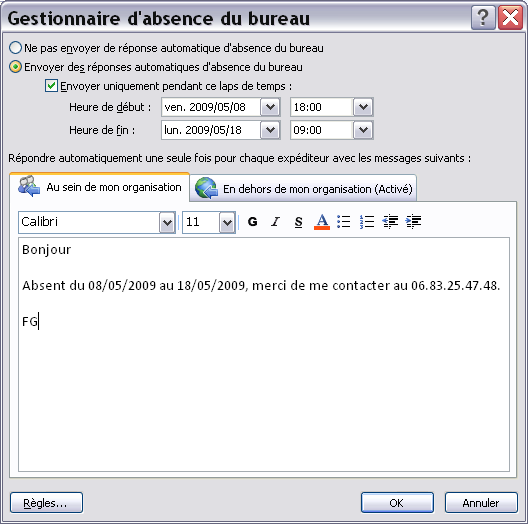 Gestionnaire d'absence du bureau
Ne pas envoyer de réponse automatique d'absence du bureau
Envoyer des réponses automatiques d'absence du bureau
Envoyer uniquement pendant ce laps de temps :
Heure de début : ven. 2009/05/08 18:00
Heure de fin : lun. 2009/05/18 09:00
Répondre automatiquement une seule fois pour chaque expéditeur avec les messages suivants :
Au sein de mon organisation En dehors de mon organisation (Activé)
Calibri 11 G I S A
Bonjour
Absent du 08/05/2009 au 18/05/2009, merci de me contacter au 06.83.25.47.48.
FG
Règles... OK Annuler